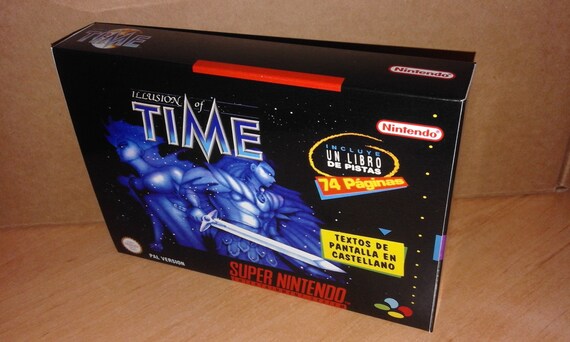 TIME
Nintendo
ILLUSION of
TIME
Nintendo
INCLUYE
UN LIBRO
DE PISTAS
74 Páginas
TEXTOS DE
PANTALLA EN
CASTELLANO
PAL VERSION
SUPER NINTENDO